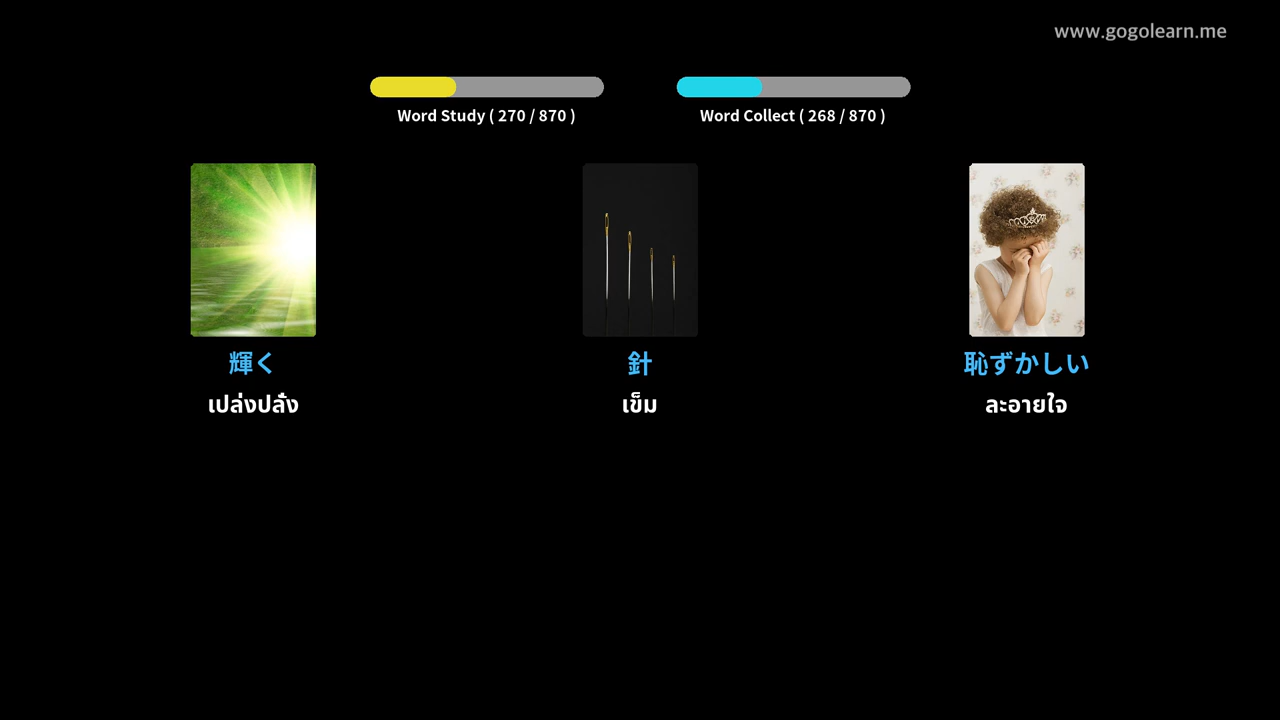 www.gogolearn.me
Word Study ( 270 / 870 )
Word Collect ( 268 / 870 )
輝く
เปล่งปลั่ง
針
เข็ม
恥ずかしい
ละอายใจ